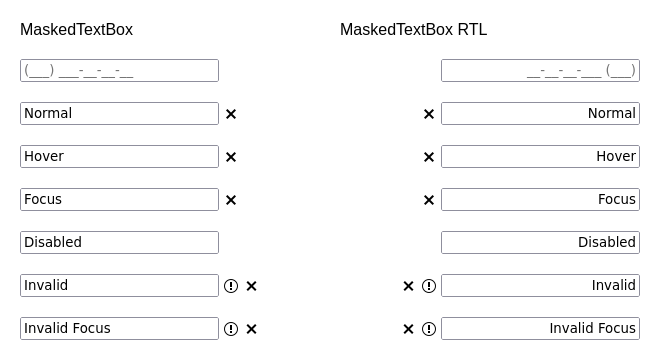 MaskedTextBox
MaskedTextBox RTL
(___) ___-__-__-__
__-__-__-___ (___)
Normal
Normal
Hover
Hover
Focus
Focus
Disabled
Disabled
Invalid
Invalid
Invalid Focus
Invalid Focus